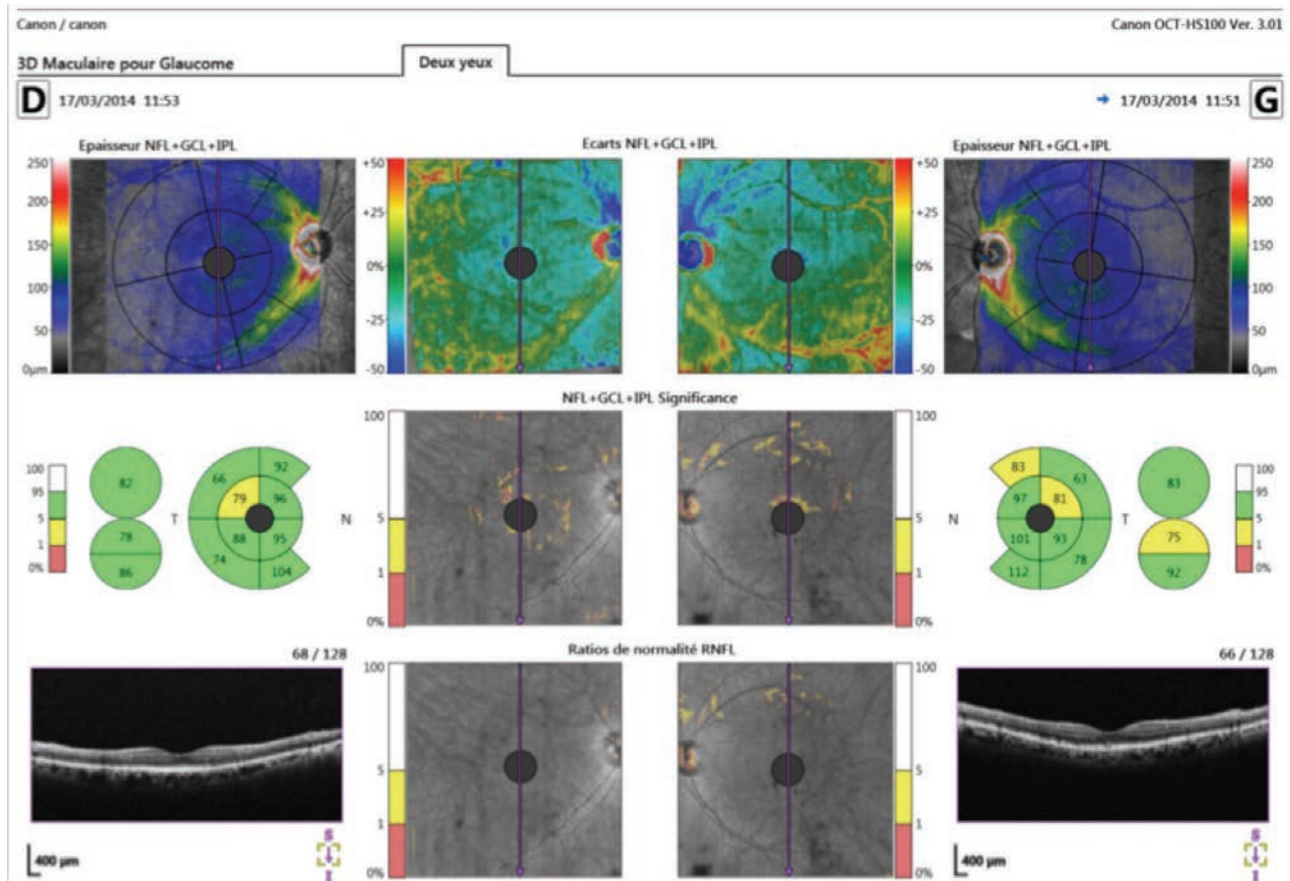 Canon / canon
Canon OCT-HS100 Ver. 3.01
3D Maculaire pour Glaucome
Deux yeux
D 17/03/2014 11:53
→ 17/03/2014 11:51 G
Epaisseur NFL+GCL+IPL
Ecarts NFL+GCL+IPL
Epaisseur NFL+GCL+IPL
250
200
150
100
50
0µm
+50
+25
0%
-25
-50
+50
+25
0%
-25
-50
250
200
150
100
50
0µm
NFL+GCL+IPL Significance
100
95
5
1
0%
82
78
86
T
66
92
79
96
88
95
74
104
N
100
5
1
0%
100
5
1
0%
N
83
63
97
81
101
93
112
78
T
83
75
92
100
95
5
1
0%
68 / 128
Ratios de normalité RNFL
66 / 128
100
5
1
0%
100
5
1
0%
400 µm
S
I
400 µm
S
I